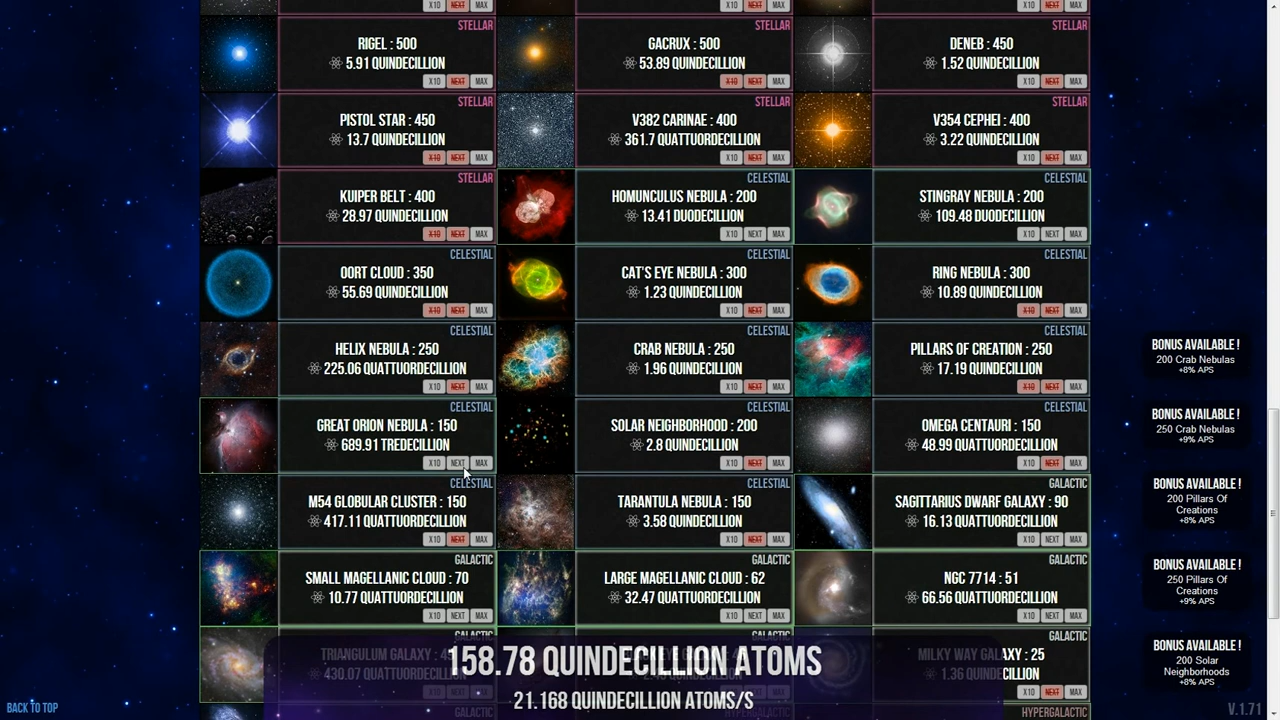 X10 NEXT MAX X10 NEXT MAX X10 NEXT MAX
STELLAR STELLAR STELLAR
RIGEL : 500 GACRUX : 500 DENEB : 450
5.91 QUINDECILLION 53.89 QUINDECILLION 1.52 QUINDECILLION
X10 NEXT MAX X10 NEXT MAX X10 NEXT MAX
STELLAR STELLAR STELLAR
PISTOL STAR : 450 V382 CARINAE : 400 V354 CEPHEI : 400
13.7 QUINDECILLION 361.7 QUATTUORDECILLION 3.22 QUINDECILLION
X10 NEXT MAX X10 NEXT MAX X10 NEXT MAX
STELLAR CELESTIAL CELESTIAL
KUIPER BELT : 400 HOMUNCULUS NEBULA : 200 STINGRAY NEBULA : 200
28.97 QUINDECILLION 13.41 DUODECILLION 109.48 DUODECILLION
X10 NEXT MAX X10 NEXT MAX X10 NEXT MAX
CELESTIAL CELESTIAL CELESTIAL
OORT CLOUD : 350 CAT'S EYE NEBULA : 300 RING NEBULA : 300
55.69 QUINDECILLION 1.23 QUINDECILLION 10.89 QUINDECILLION
X10 NEXT MAX X10 NEXT MAX X10 NEXT MAX
CELESTIAL CELESTIAL CELESTIAL
HELIX NEBULA : 250 CRAB NEBULA : 250 PILLARS OF CREATION : 250
225.06 QUATTUORDECILLION 1.96 QUINDECILLION 17.19 QUINDECILLION
X10 NEXT MAX X10 NEXT MAX X10 NEXT MAX
CELESTIAL CELESTIAL CELESTIAL
GREAT ORION NEBULA : 150 SOLAR NEIGHBORHOOD : 200 OMEGA CENTAURI : 150
689.91 TREDECILLION 2.8 QUINDECILLION 48.99 QUATTUORDECILLION
X10 NEXT MAX X10 NEXT MAX X10 NEXT MAX
CELESTIAL CELESTIAL GALACTIC
M54 GLOBULAR CLUSTER : 150 TARANTULA NEBULA : 150 SAGITTARIUS DWARF GALAXY : 90
417.11 QUATTUORDECILLION 3.58 QUINDECILLION 16.13 QUATTUORDECILLION
X10 NEXT MAX X10 NEXT MAX X10 NEXT MAX
GALACTIC GALACTIC GALACTIC
SMALL MAGELLANIC CLOUD : 70 LARGE MAGELLANIC CLOUD : 62 NGC 7714 : 51
10.77 QUATTUORDECILLION 32.47 QUATTUORDECILLION 66.56 QUATTUORDECILLION
X10 NEXT MAX X10 NEXT MAX X10 NEXT MAX
GALACTIC GALACTIC GALACTIC
TRIANGULUM GALAXY MILKY WAY GALAXY : 25
QUATTUORDECILLION 1.36 QUINDECILLION
NEXT MAX
GALACTIC HYPERGALACTIC HYPERGALACTIC
158.78 QUINDECILLION ATOMS
21.168 QUINDECILLION ATOMS/S
BONUS AVAILABLE !
200 Crab Nebulas
+8% APS
BONUS AVAILABLE !
250 Crab Nebulas
+9% APS
BONUS AVAILABLE !
200 Pillars Of
Creations
+8% APS
BONUS AVAILABLE !
250 Pillars Of
Creations
+9% APS
BONUS AVAILABLE !
200 Solar
Neighborhoods
+8% APS
BACK TO TOP
V.1.71